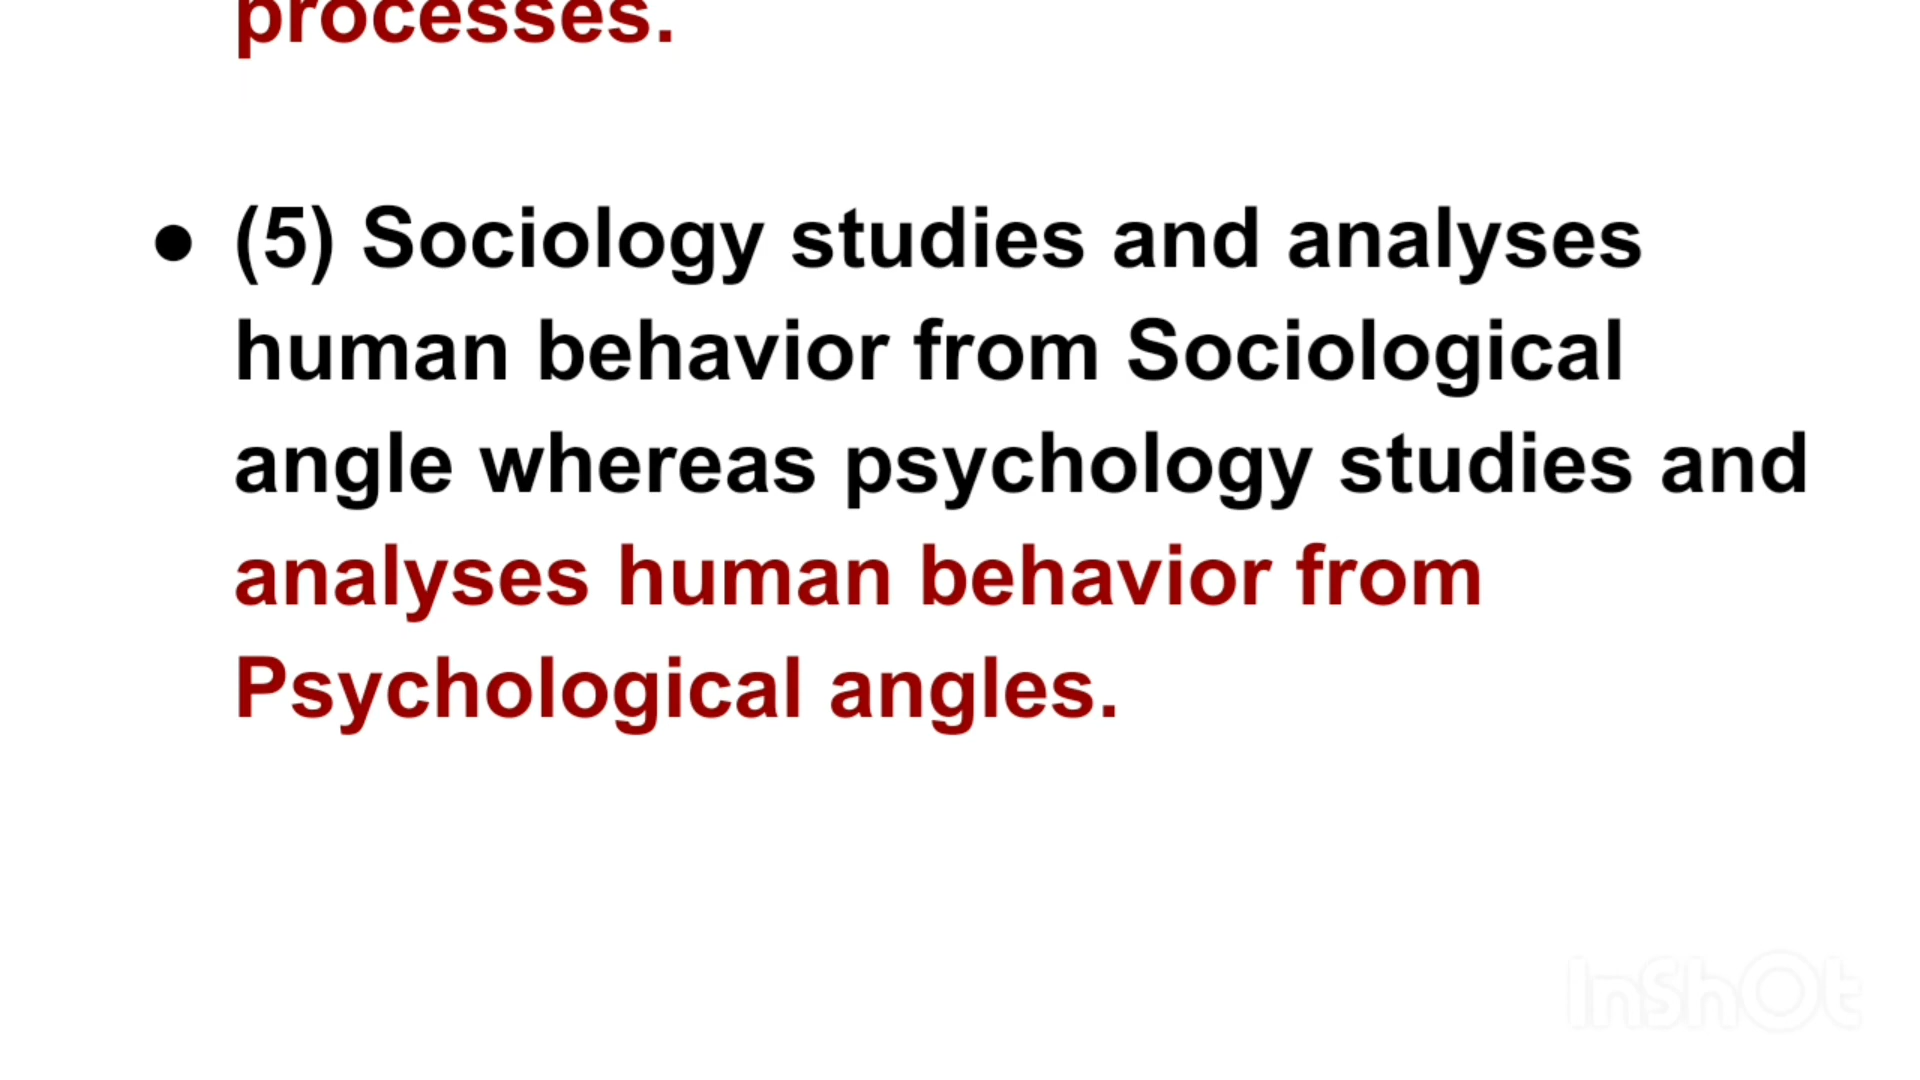 processes.
● (5) Sociology studies and analyses
human behavior from Sociological
angle whereas psychology studies and
analyses human behavior from
Psychological angles.
InShOt